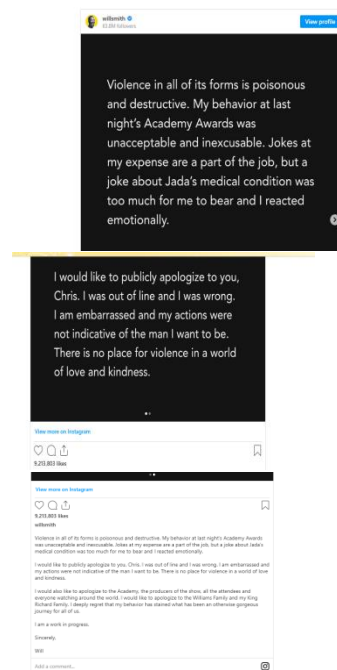 willsmith
View profile
Violence in all of its forms is poisonous
and destructive. My behavior at last
night's Academy Awards was
unacceptable and inexcusable. Jokes at
my expense are a part of the job, but a
joke about Jada's medical condition was
too much for me to bear and I reacted
emotionally.
I would like to publicly apologize to you,
Chris. I was out of line and I was wrong.
I am embarrassed and my actions were
not indicative of the man I want to be.
There is no place for violence in a world
of love and kindness.
View more on Instagram
9,213,803 likes
View more on Instagram
9,213,803 likes
willsmith
Violence in all of its forms is poisonous and destructive. My behavior at last night's Academy Awards
was unacceptable and inexcusable. Jokes at my expense are a part of the job, but a joke about Jada's
medical condition was too much for me to bear and I reacted emotionally.
I would like to publicly apologize to you, Chris. I was out of line and I was wrong. I am embarrassed and
my actions were not indicative of the man I want to be. There is no place for violence in a world of love
and kindness.
I would also like to apologize to the Academy, the producers of the show, all the attendees and
everyone watching around the world. I would like to apologize to the Williams Family and my King
Richard Family. I deeply regret that my behavior has stained what has been an otherwise gorgeous
journey for all of us.
I am a work in progress.
Sincerely,
Will
Add a comment...